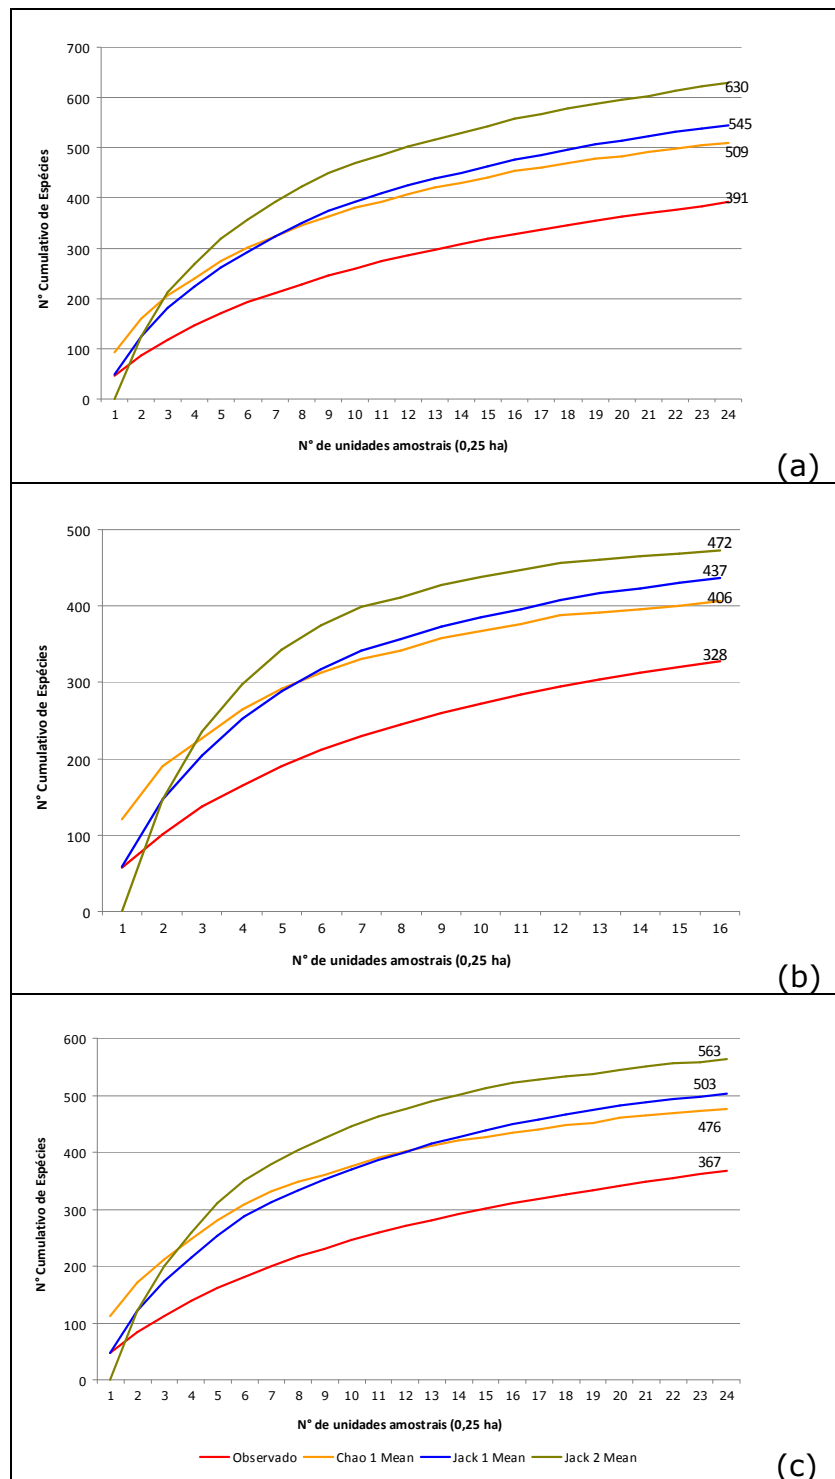 700
600
500
400
300
200
100
0
N° Cumulativo de Espécies
630
545
509
391
1 2 3 4 5 6 7 8 9 10 11 12 13 14 15 16 17 18 19 20 21 22 23 24
N° de unidades amostrais (0,25 ha)
(a)
500
400
300
200
100
0
N° Cumulativo de Espécies
472
437
406
328
1 2 3 4 5 6 7 8 9 10 11 12 13 14 15 16
N° de unidades amostrais (0,25 ha)
(b)
600
500
400
300
200
100
0
N° Cumulativo de Espécies
563
503
476
367
1 2 3 4 5 6 7 8 9 10 11 12 13 14 15 16 17 18 19 20 21 22 23 24
N° de unidades amostrais (0,25 ha)
Observado Chao 1 Mean Jack 1 Mean Jack 2 Mean
(c)